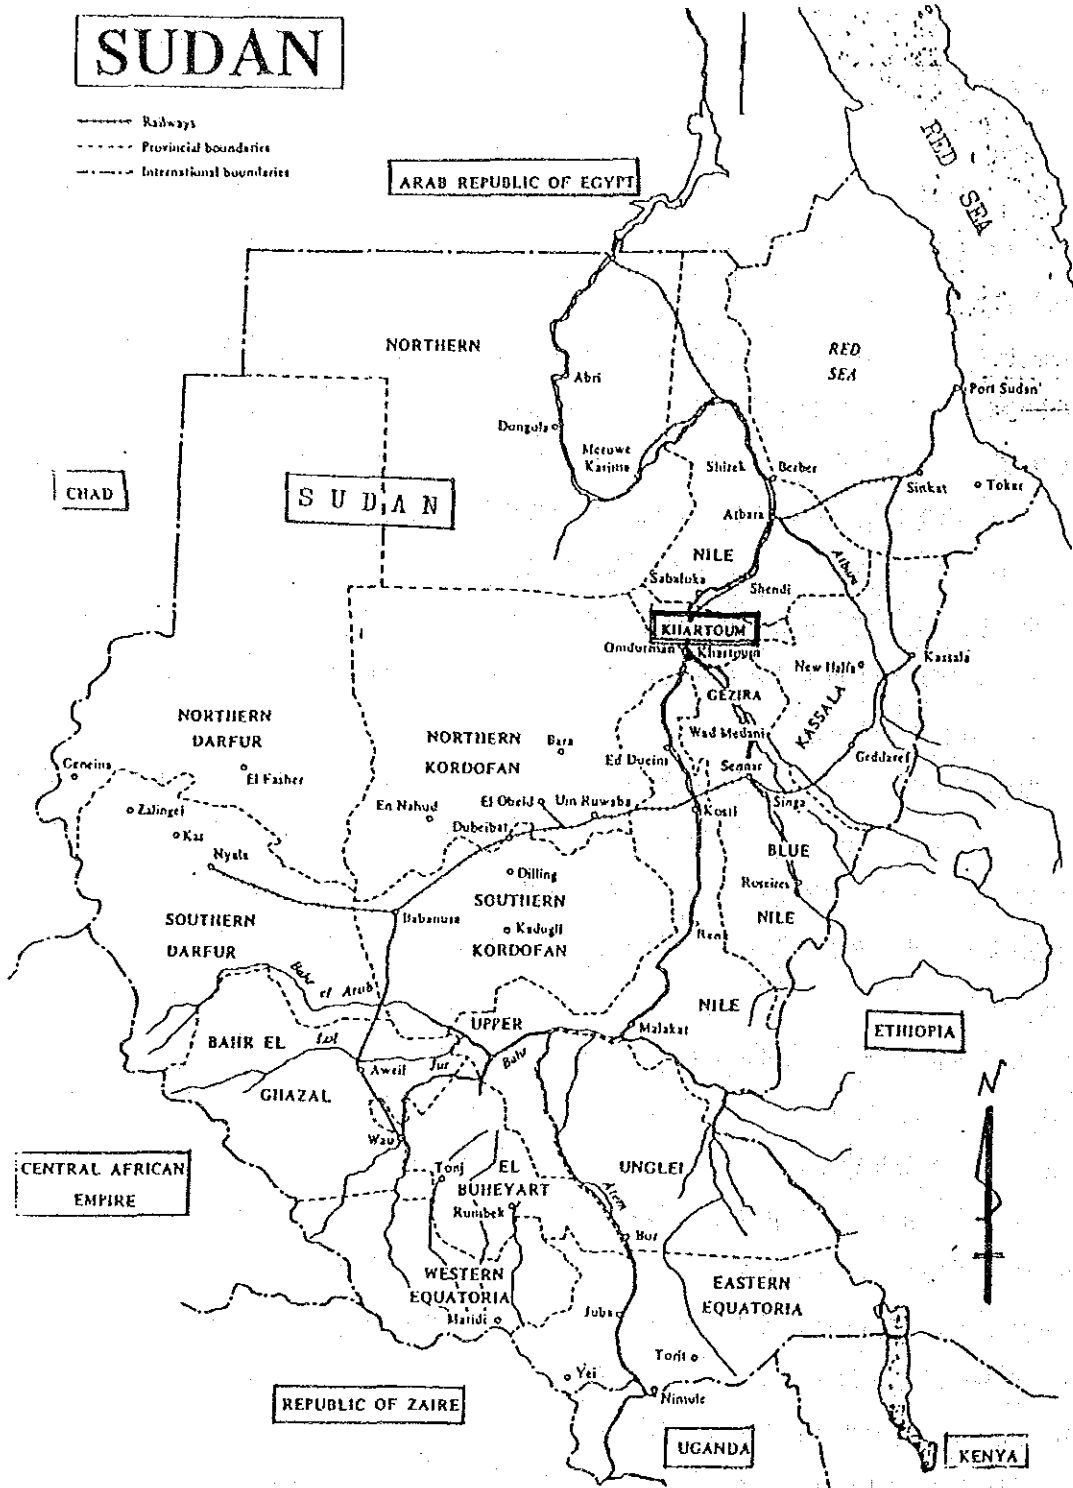 SUDAN
Railways
Provincial boundaries
International boundaries
ARAB REPUBLIC OF EGYPT
RED SEA
NORTHERN
RED
SEA
Abri
Port Sudan
Dongola
Merowe
Karima
Shirek
Berber
Sinkat
Tokar
CHAD
SUDAN
Atbara
Atbara
NILE
Sabaluka
Shendi
KHARTOUM
Omdurman
Khartoum
New Halfa
Kassala
GEZIRA
KASSALA
NORTHERN
DARFUR
NORTHERN
KORDOFAN
Bara
Wad Medani
Ed Dueim
Geddaref
Geneina
El Fasher
Sennar
Singa
Zalingei
En Nahud
El Obeid
Um Ruwaba
Kosti
Kas
Dubeibat
BLUE
NILE
Nyala
Dilling
Roseires
SOUTHERN
KORDOFAN
Babanusa
Kadugli
Renk
SOUTHERN
DARFUR
Bahr
el Arab
UPPER
NILE
Malakat
ETHIOPIA
BAHR EL
GHAZAL
Lol
Jur
Bahr
Aweil
N
Wau
CENTRAL AFRICAN
EMPIRE
Tonj
EL
BUHEYART
Rumbek
UNGLEI
Atem
Bor
WESTERN
EQUATORIA
EASTERN
EQUATORIA
Juba
Maridi
Torit
Yei
Nimule
REPUBLIC OF ZAIRE
UGANDA
KENYA